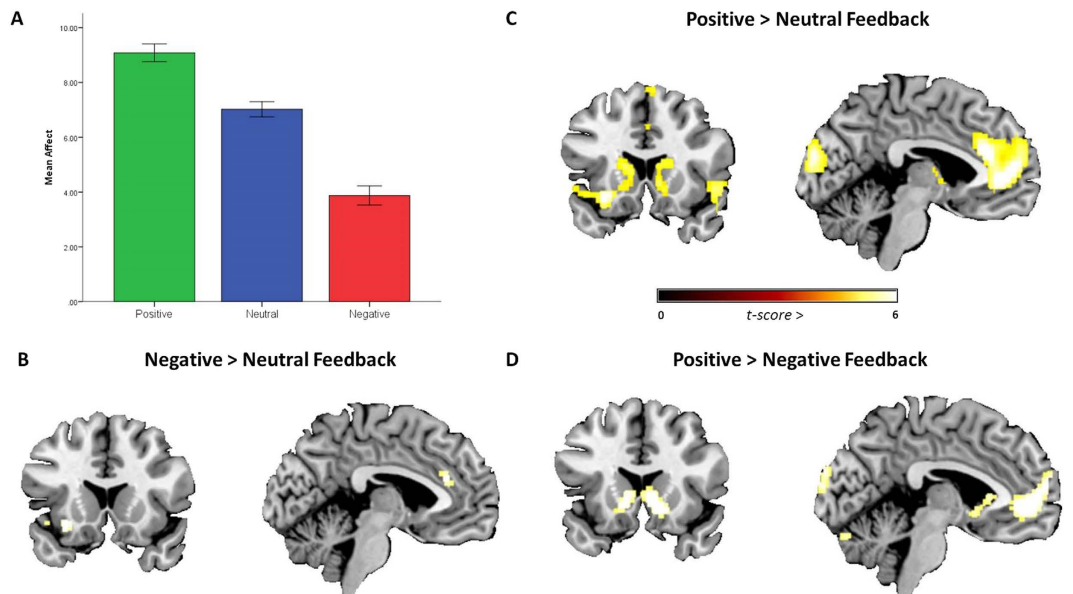 A
10.00
8.00
6.00
4.00
2.00
.00
Mean Affect
Positive
Neutral
Negative
C
Positive > Neutral Feedback
0
t-score >
6
B
Negative > Neutral Feedback
D
Positive > Negative Feedback